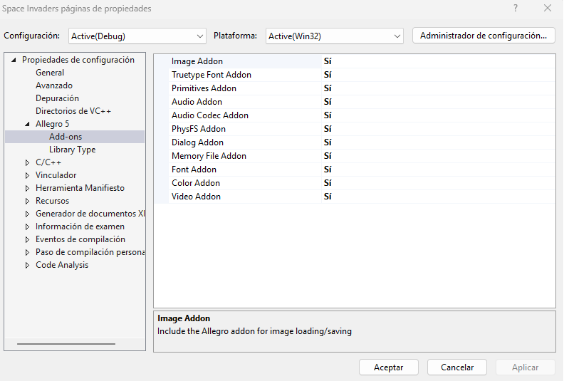 Space Invaders páginas de propiedades
? ×
Configuración: Active(Debug) Plataforma: Active(Win32) Administrador de configuración...
Propiedades de configuración
General
Avanzado
Depuración
Directorios de VC++
Allegro 5
Add-ons
Library Type
C/C++
Vinculador
Herramienta Manifiesto
Recursos
Generador de documentos XI
Información de examen
Eventos de compilación
Paso de compilación persona
Code Analysis
Image Addon Sí
Truetype Font Addon Sí
Primitives Addon Sí
Audio Addon Sí
Audio Codec Addon Sí
PhysFS Addon Sí
Dialog Addon Sí
Memory File Addon Sí
Font Addon Sí
Color Addon Sí
Video Addon Sí
Image Addon
Include the Allegro addon for image loading/saving
Aceptar Cancelar Aplicar